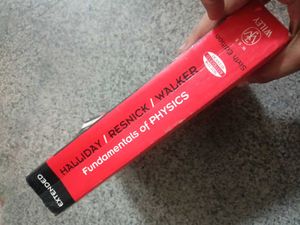 EXTENDED
HALLIDAY / RESNICK / WALKER
Fundamentals of PHYSICS
Sixth Edition
WILEY